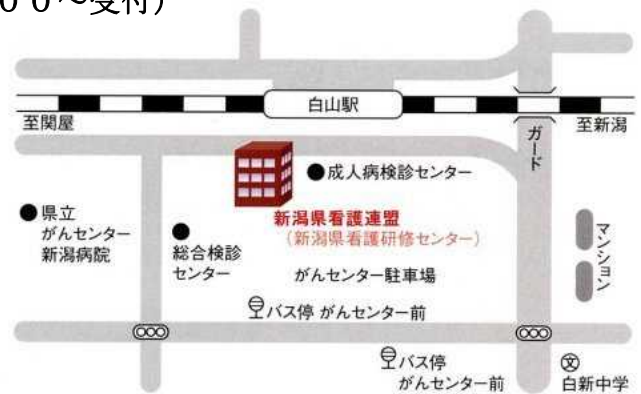 ００～受付）
白山駅
至関屋
至新潟
ガード
成人病検診センター
新潟県看護連盟
（新潟県看護研修センター）
県立
がんセンター
新潟病院
総合検診
センター
がんセンター駐車場
マンション
バス停 がんセンター前
バス停
がんセンター前
文
白新中学